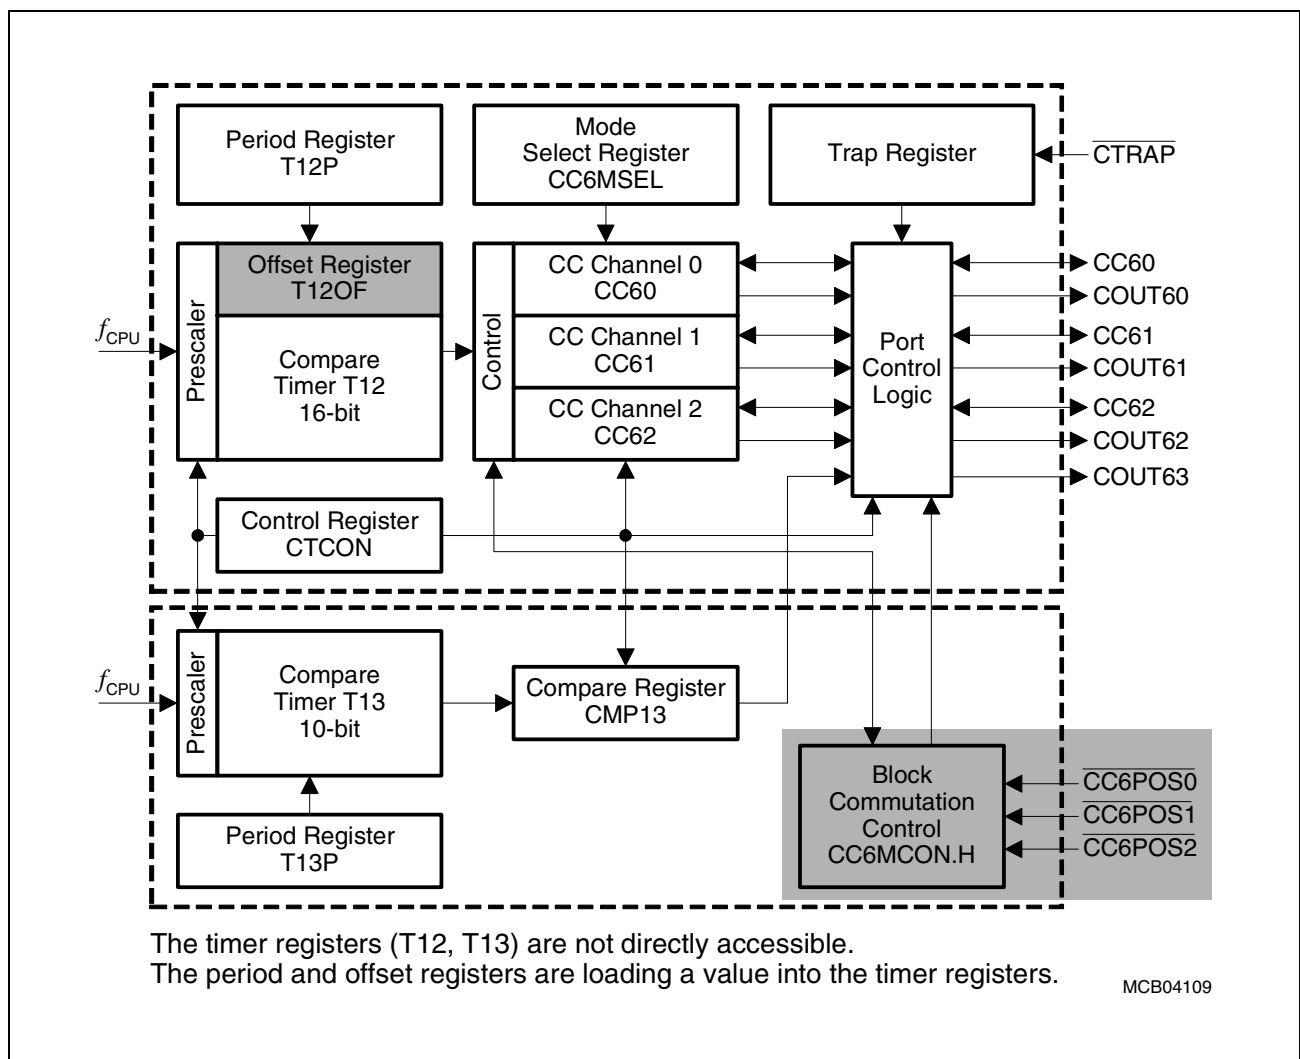 Period Register
T12P
Mode
Select Register
CC6MSEL
Trap Register
CTRAP
Prescaler
Offset Register
T12OF
Compare
Timer T12
16-bit
fCPU
Control
CC Channel 0
CC60
CC Channel 1
CC61
CC Channel 2
CC62
Port
Control
Logic
CC60
COUT60
CC61
COUT61
CC62
COUT62
COUT63
Control Register
CTCON
fCPU
Prescaler
Compare
Timer T13
10-bit
Compare Register
CMP13
Period Register
T13P
Block
Commutation
Control
CC6MCON.H
CC6POS0
CC6POS1
CC6POS2
The timer registers (T12, T13) are not directly accessible.
The period and offset registers are loading a value into the timer registers.
MCB04109